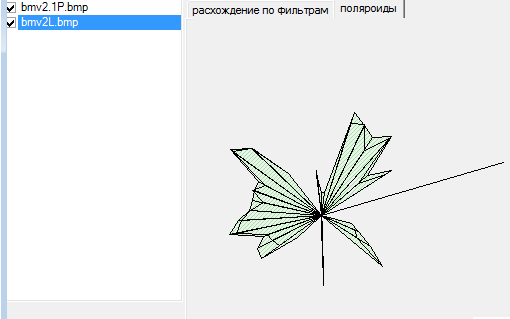 bmv2.1P.bmp
bmv2L.bmp
расхождение по фильтрам
поляроиды